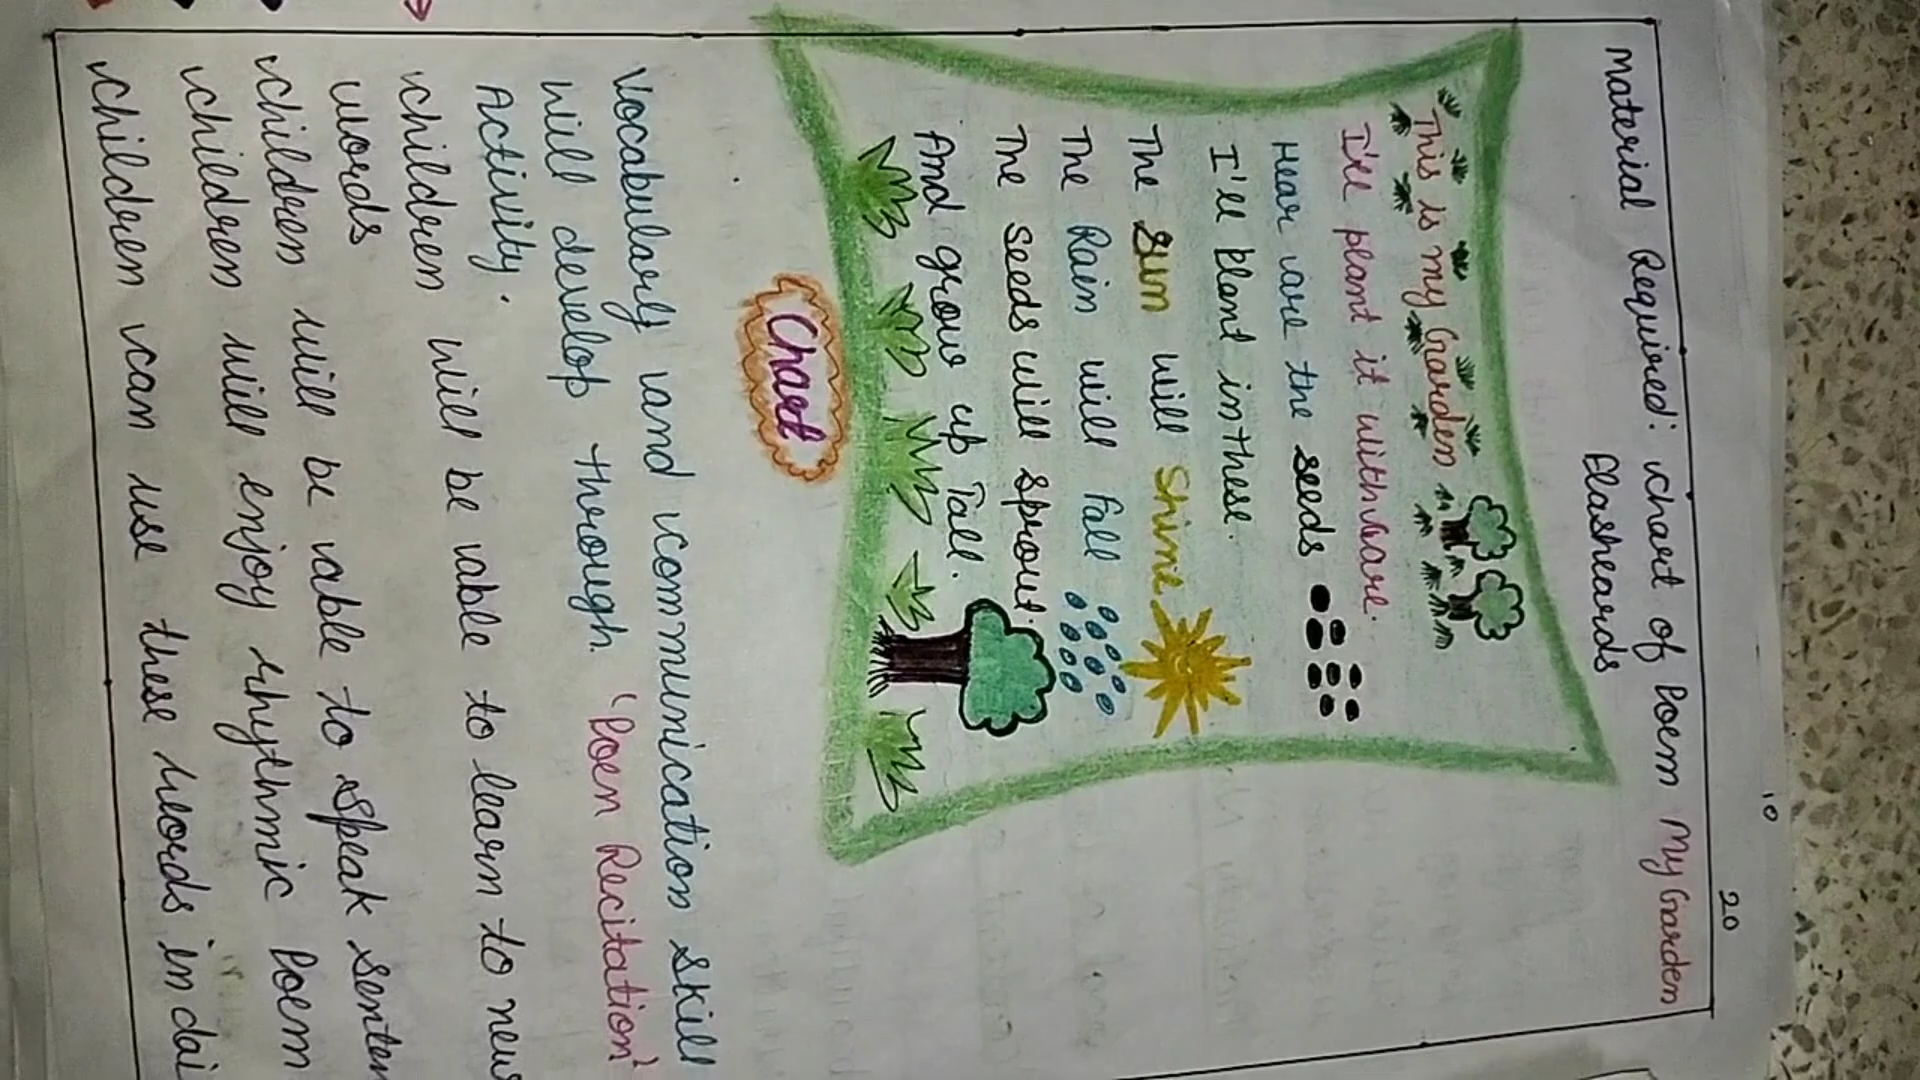 10
20
Material Required: Chart of Poem My Garden
Flasheards
This is my Garden
I'll plant it with care.
Hear are the seeds
I'll plant in these.
The Sun will Shine
The Rain will Fall
The Seeds will Sprout.
And grow up Tall.
Chart
Vocabulary and communication skill
will develop through 'Poen Recitation'
Activity.
Children will be able to learn to new
words
Children will be able to speak senten
Children will enjoy rhythmic Poem
Children can use these words in dai